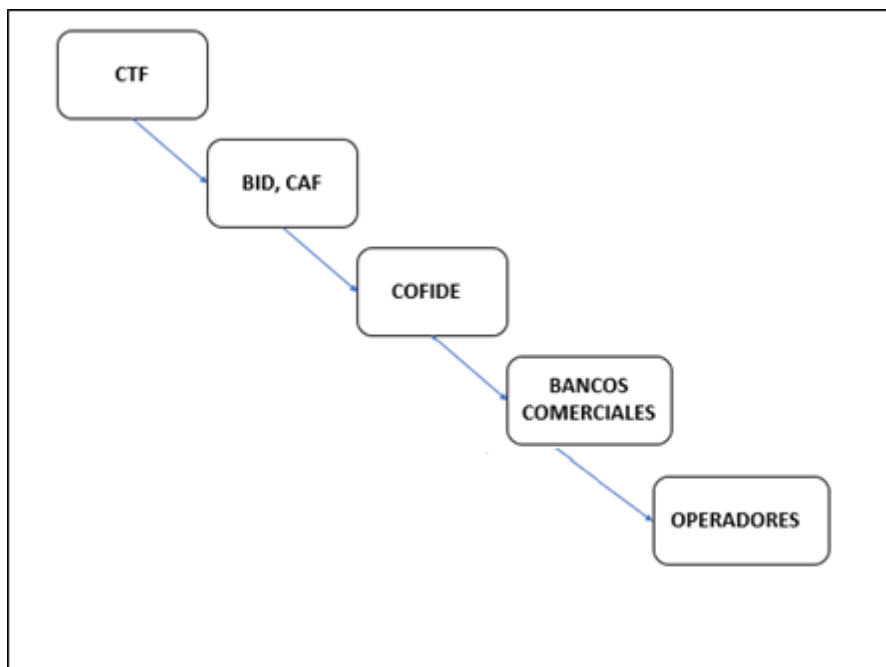 CTF
BID, CAF
COFIDE
BANCOS
COMERCIALES
OPERADORES